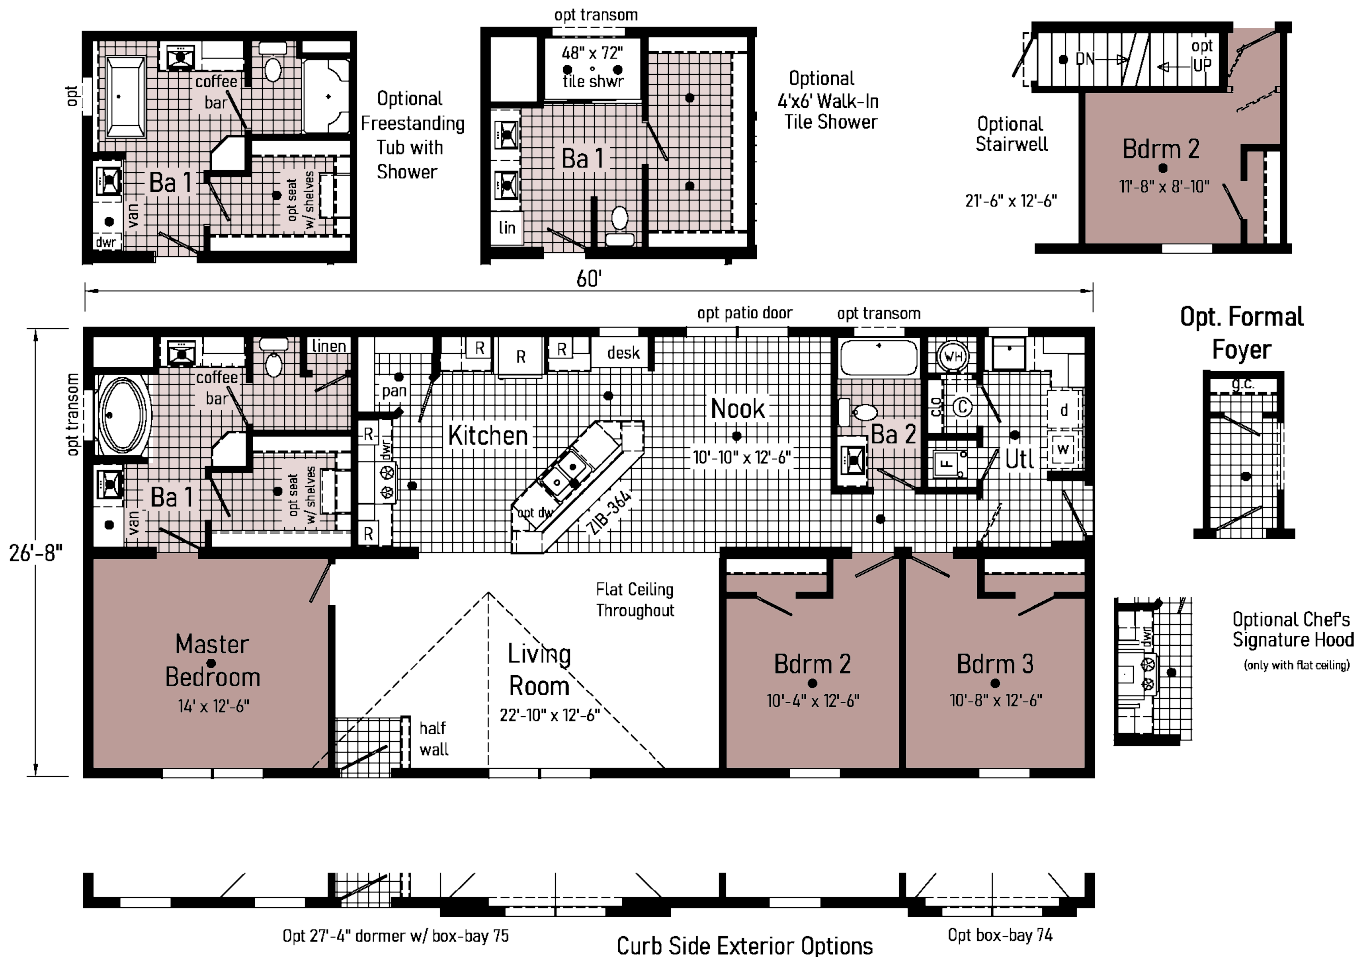 opt
coffee
bar
Ba 1
van
dwr
opt seat
w/ shelves
Optional
Freestanding
Tub with
Shower
opt transom
48" x 72"
tile shwr
Ba 1
lin
Optional
4'x6' Walk-In
Tile Shower
Optional
Stairwell
21'-6" x 12'-6"
DN
opt
UP
Bdrm 2
11'-8" x 8'-10"
60'
26'-8"
opt patio door
opt transom
opt transom
linen
coffee
bar
Ba 1
van
opt seat
w/ shelves
pan
R
R
R
desk
Kitchen
R
dwr
R
opt dw
ZIB-364
Nook
10'-10" x 12'-6"
Ba 2
WH
clo
C
F
Utl
d
w
Master
Bedroom
14' x 12'-6"
half
wall
Flat Ceiling
Throughout
Living
Room
22'-10" x 12'-6"
Bdrm 2
10'-4" x 12'-6"
Bdrm 3
10'-8" x 12'-6"
Opt. Formal
Foyer
g.c.
dwr
Optional Chef's
Signature Hood
(only with flat ceiling)
Opt 27'-4" dormer w/ box-bay 75
Curb Side Exterior Options
Opt box-bay 74